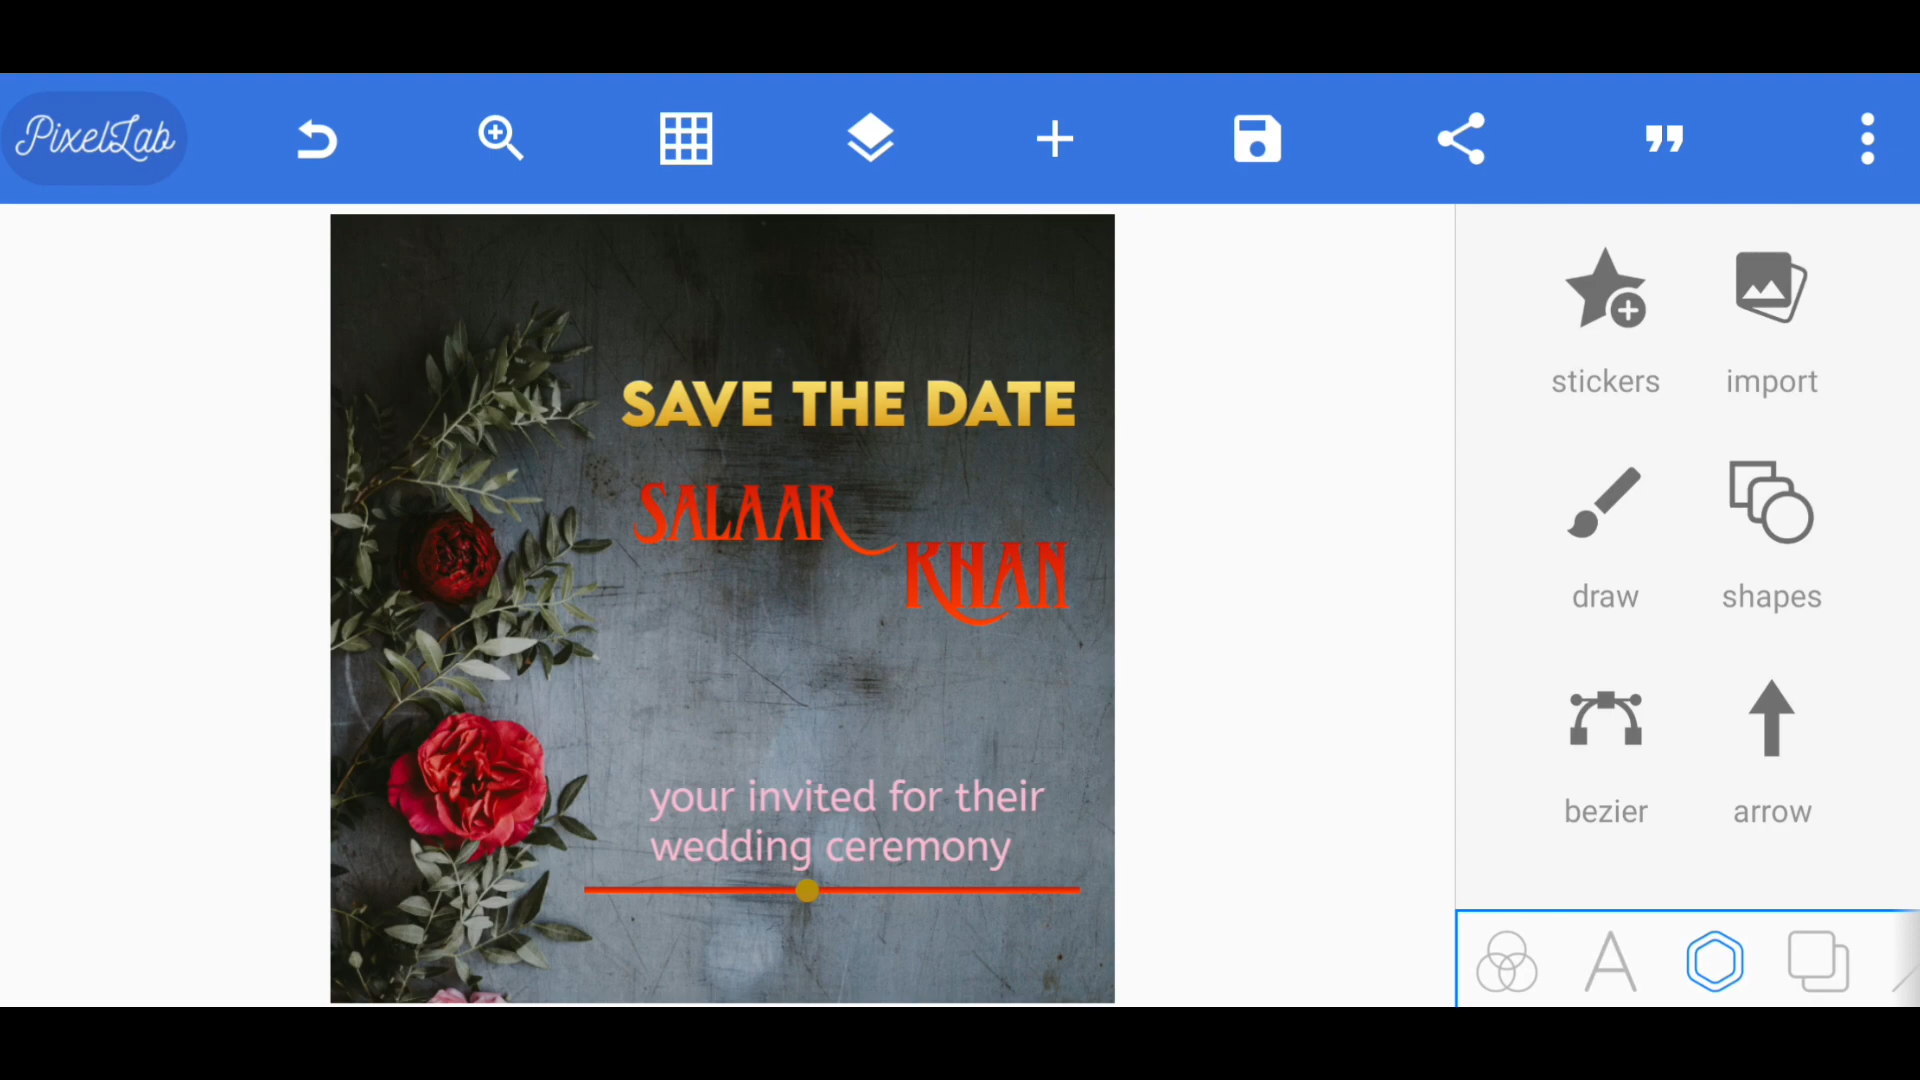 PixelLab
SAVE THE DATE
SALAAR
KHAN
your invited for their
wedding ceremony
stickers
import
draw
shapes
bezier
arrow